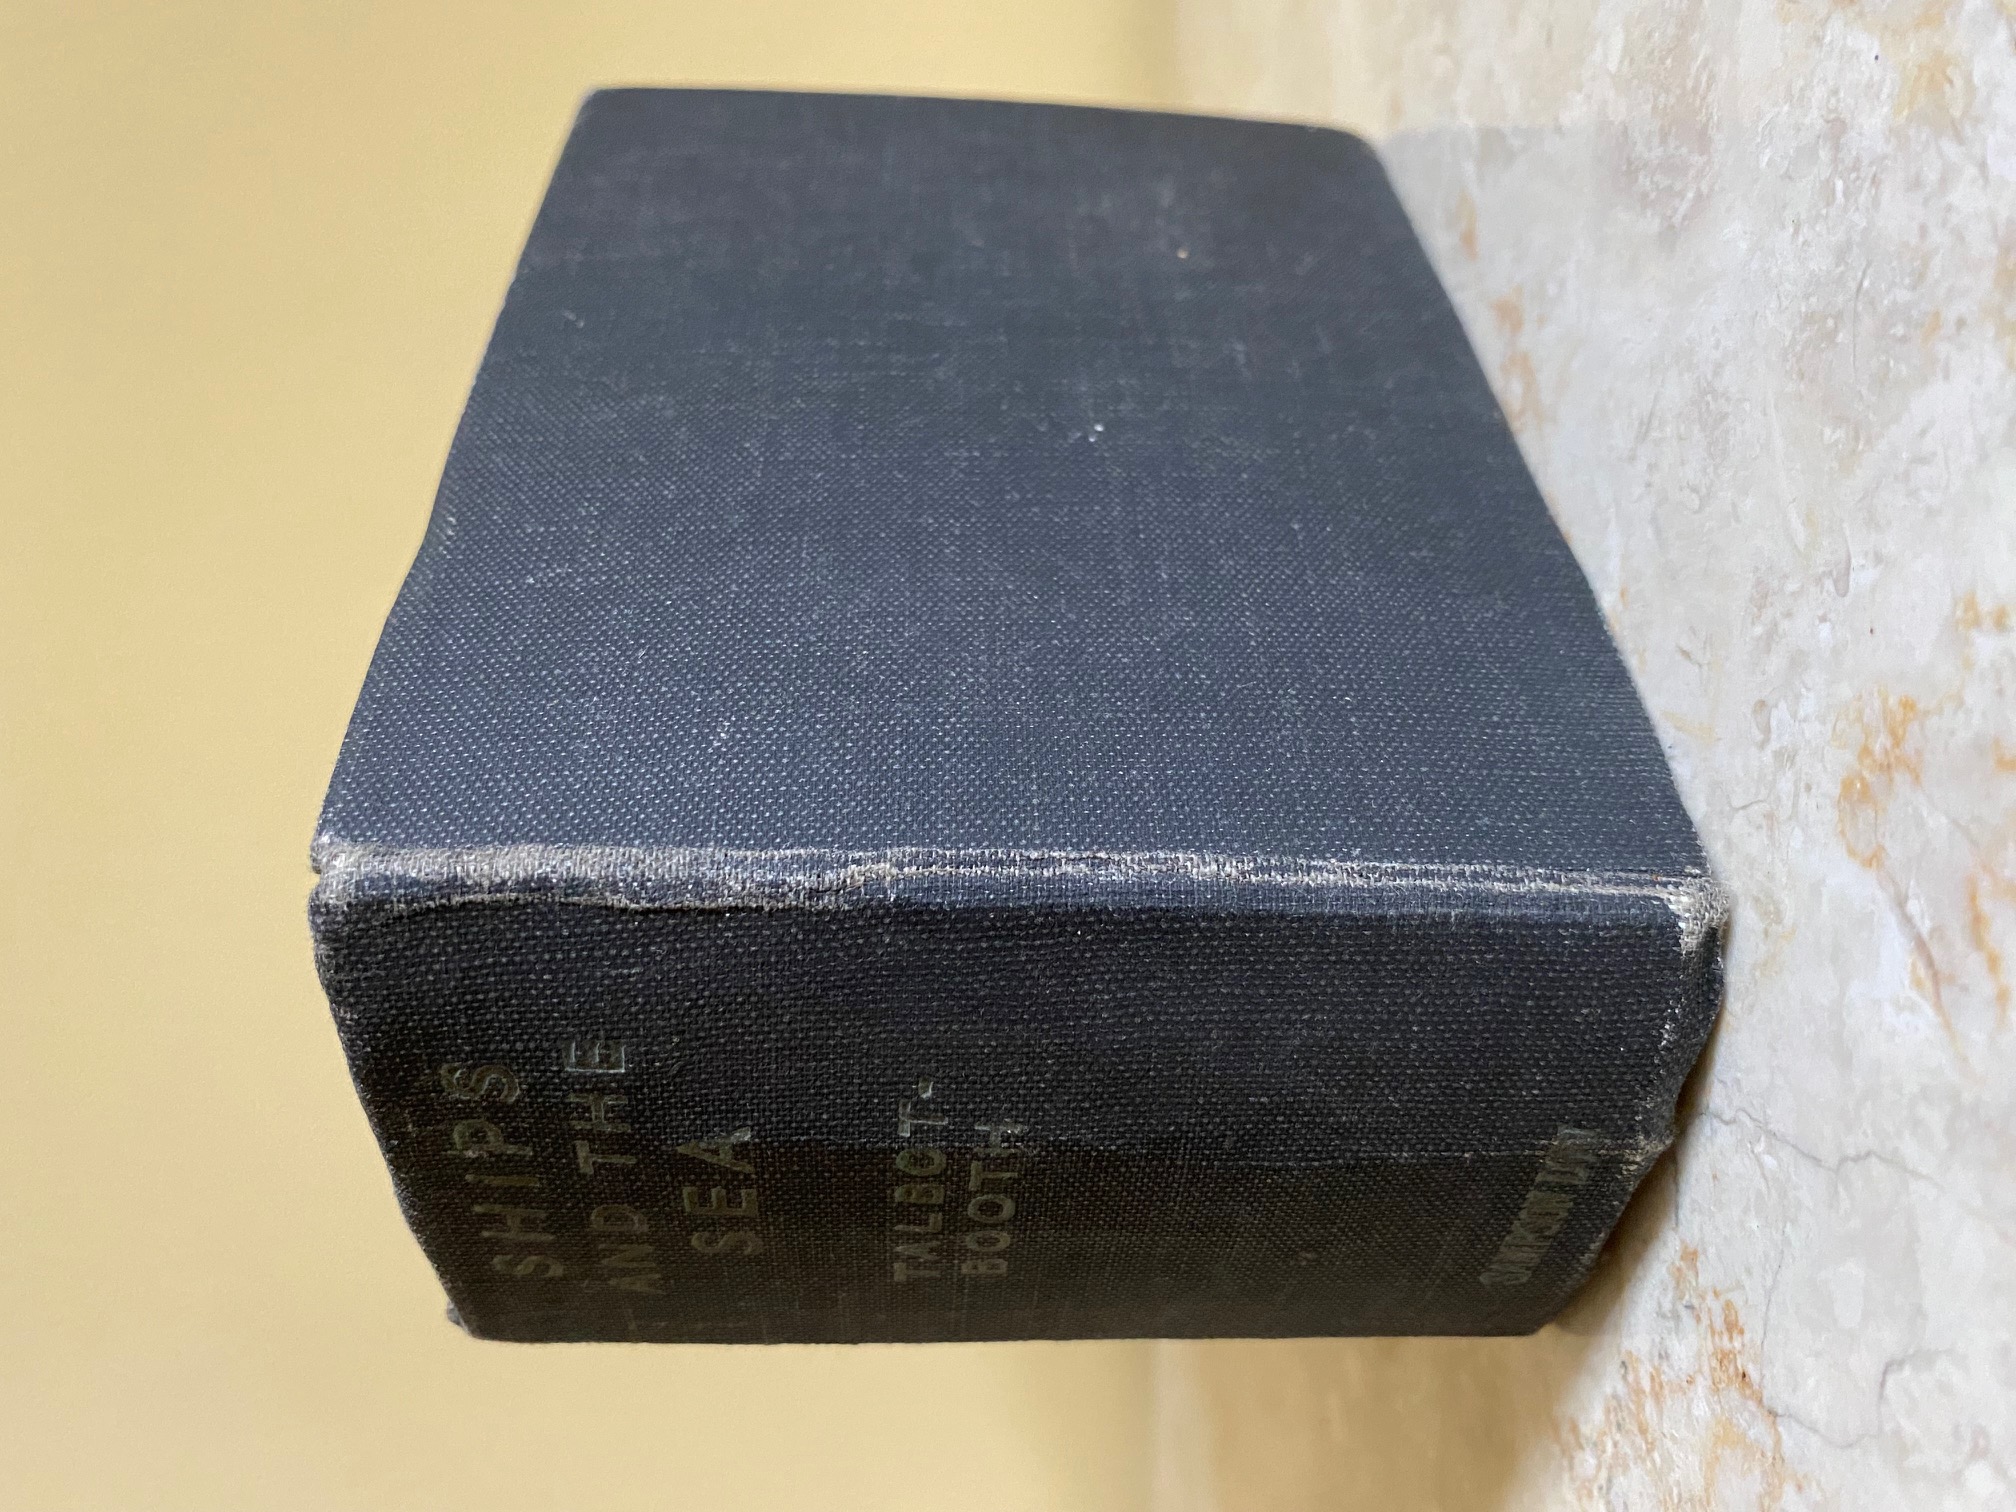 SHIPS
AND THE
SEA
TALBOT-
BOOTH